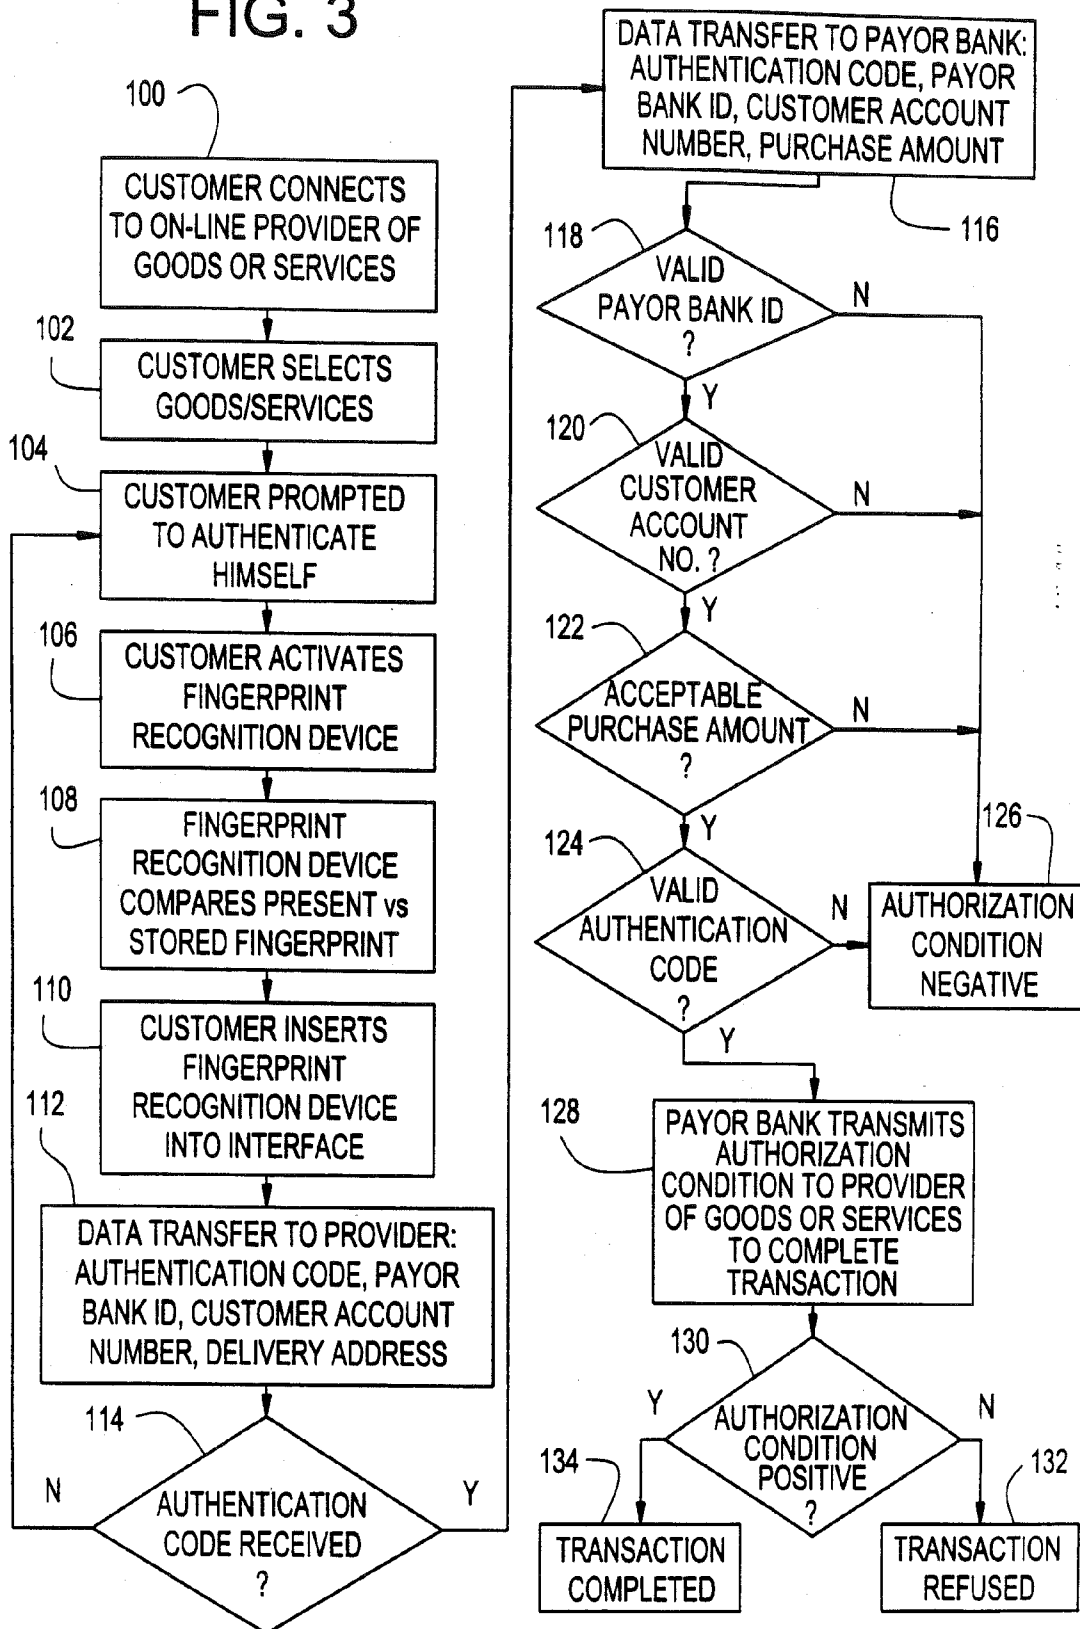 FIG. 3
100
CUSTOMER CONNECTS
TO ON-LINE PROVIDER OF
GOODS OR SERVICES
102
CUSTOMER SELECTS
GOODS/SERVICES
104
CUSTOMER PROMPTED
TO AUTHENTICATE
HIMSELF
106
CUSTOMER ACTIVATES
FINGERPRINT
RECOGNITION DEVICE
108
FINGERPRINT
RECOGNITION DEVICE
COMPARES PRESENT vs
STORED FINGERPRINT
110
CUSTOMER INSERTS
FINGERPRINT
RECOGNITION DEVICE
INTO INTERFACE
112
DATA TRANSFER TO PROVIDER:
AUTHENTICATION CODE, PAYOR
BANK ID, CUSTOMER ACCOUNT
NUMBER, DELIVERY ADDRESS
114
N
Y
AUTHENTICATION
CODE RECEIVED
?
DATA TRANSFER TO PAYOR BANK:
AUTHENTICATION CODE, PAYOR
BANK ID, CUSTOMER ACCOUNT
NUMBER, PURCHASE AMOUNT
116
118
VALID
PAYOR BANK ID
?
N
Y
120
VALID
CUSTOMER
ACCOUNT
NO. ?
N
Y
122
ACCEPTABLE
PURCHASE AMOUNT
?
N
Y
124
VALID
AUTHENTICATION
CODE
?
N
Y
126
AUTHORIZATION
CONDITION
NEGATIVE
128
PAYOR BANK TRANSMITS
AUTHORIZATION
CONDITION TO PROVIDER
OF GOODS OR SERVICES
TO COMPLETE
TRANSACTION
130
Y
N
AUTHORIZATION
CONDITION
POSITIVE
?
134
TRANSACTION
COMPLETED
132
TRANSACTION
REFUSED